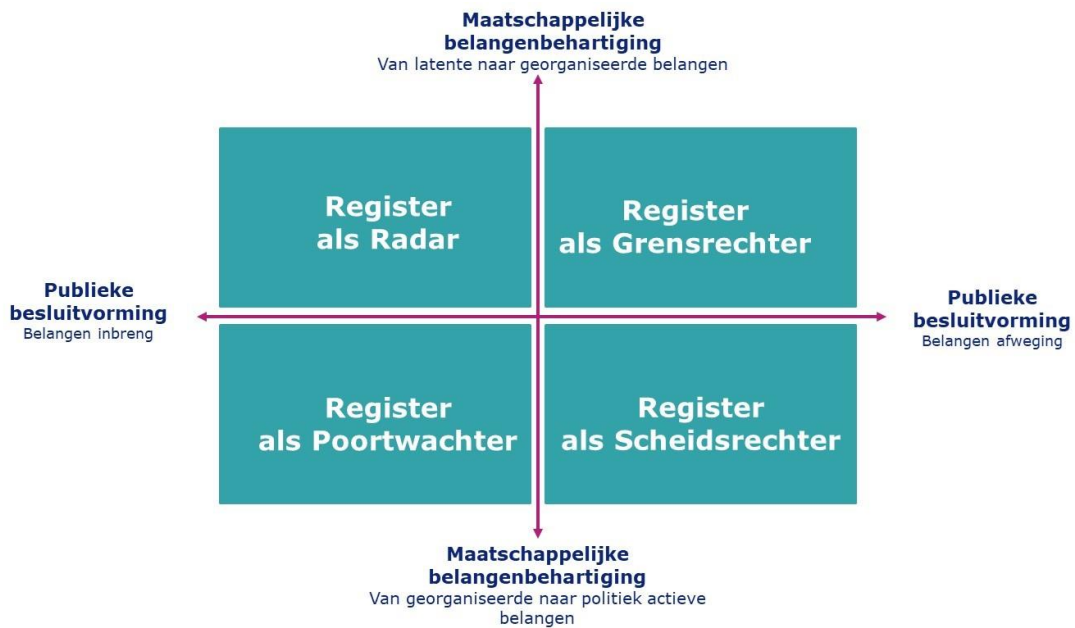 Maatschappelijke
belangenbehartiging
Van latente naar georganiseerde belangen
Register
als Radar
Register
als Grensrechter
Publieke
besluitvorming
Belangen inbreng
Publieke
besluitvorming
Belangen afweging
Register
als Poortwachter
Register
als Scheidsrechter
Maatschappelijke
belangenbehartiging
Van georganiseerde naar politiek actieve
belangen